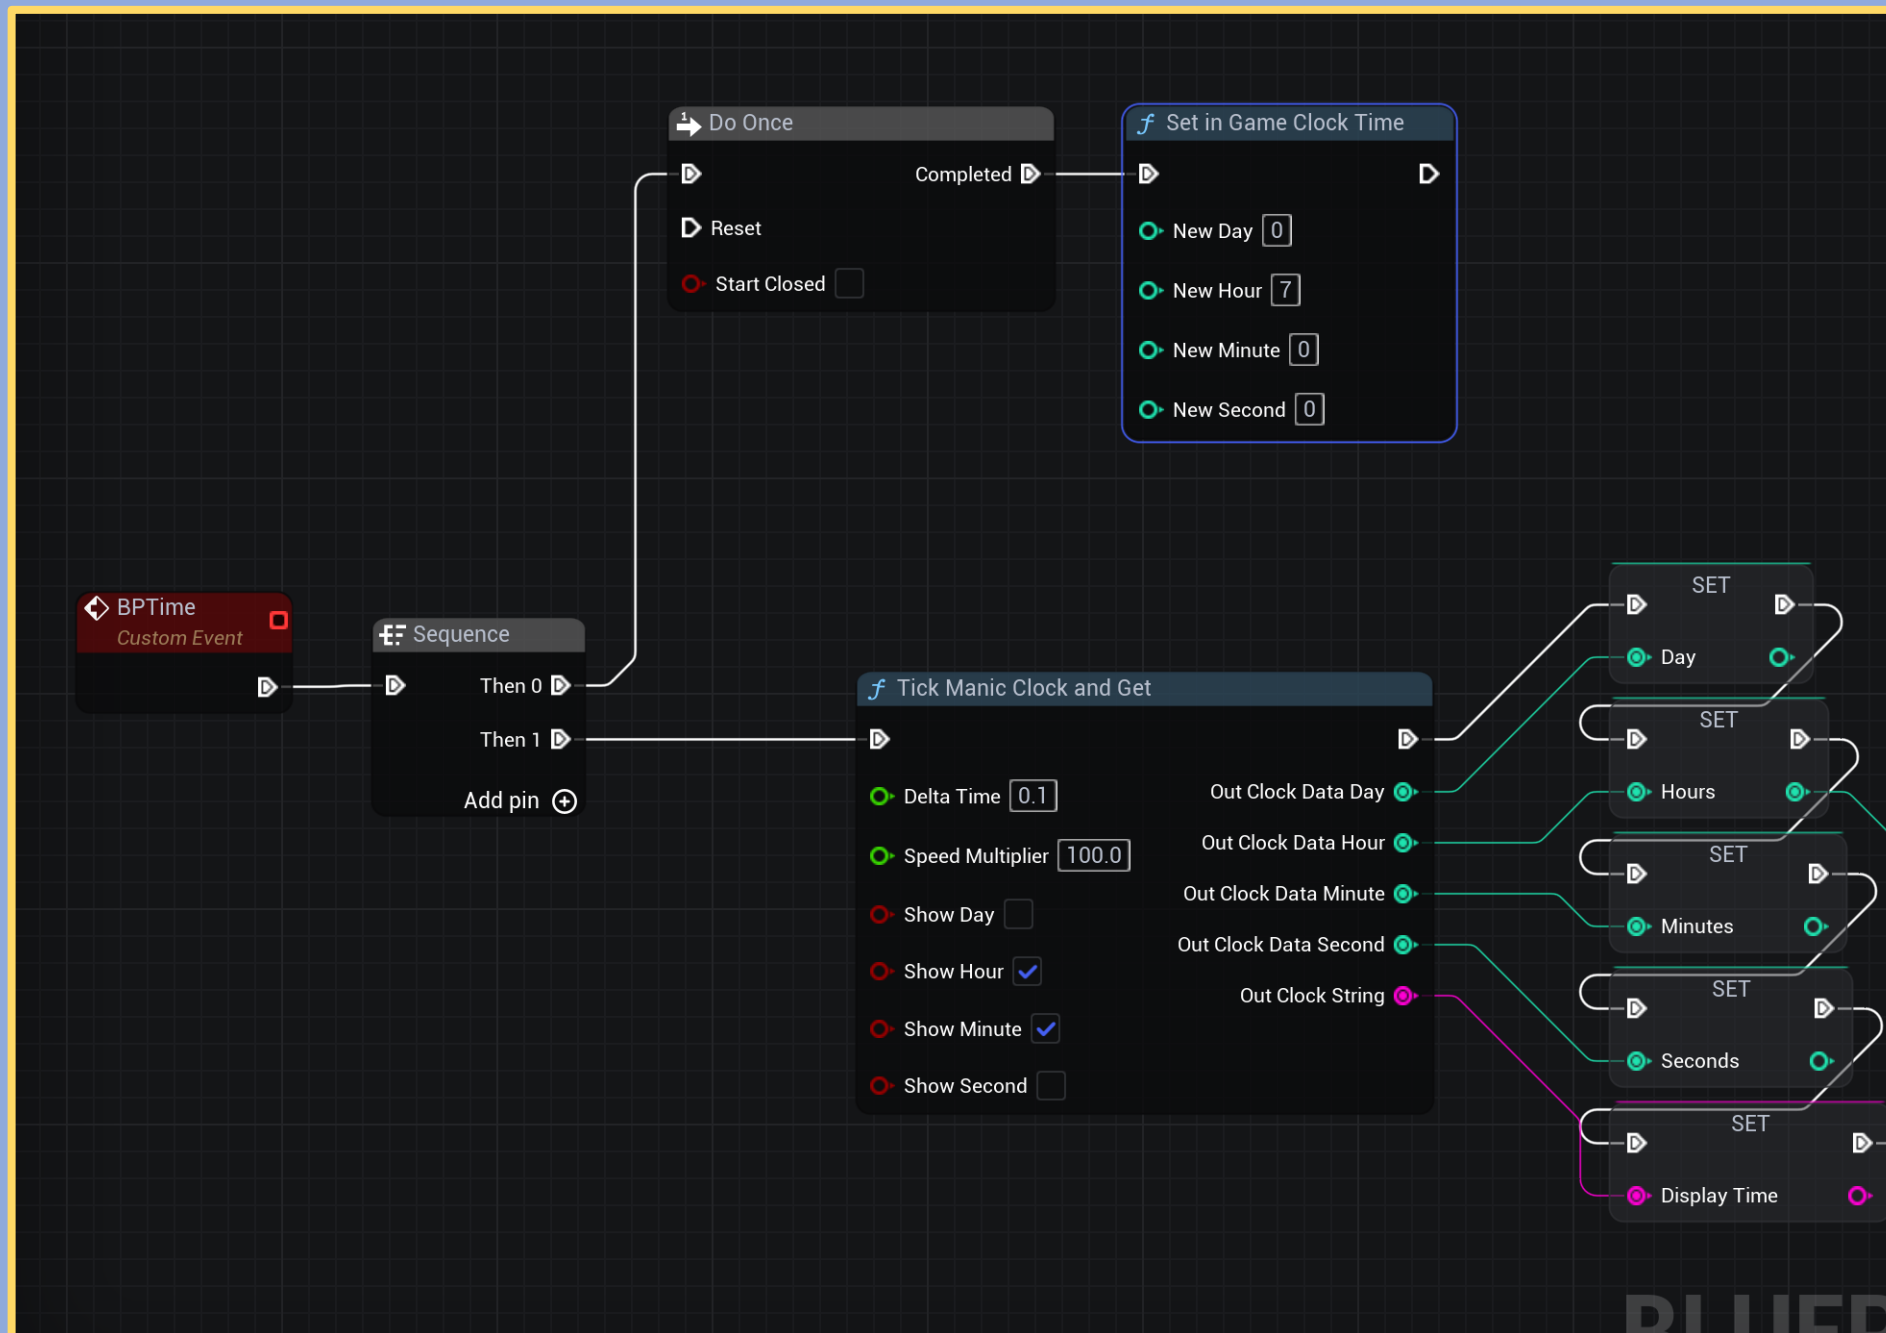 Do Once
Completed
Reset
Start Closed
Set in Game Clock Time
New Day 0
New Hour 7
New Minute 0
New Second 0
BPTime
Custom Event
Sequence
Then 0
Then 1
Add pin
Tick Manic Clock and Get
Delta Time 0.1
Speed Multiplier 100.0
Show Day
Show Hour
Show Minute
Show Second
Out Clock Data Day
Out Clock Data Hour
Out Clock Data Minute
Out Clock Data Second
Out Clock String
SET
Day
SET
Hours
SET
Minutes
SET
Seconds
SET
Display Time